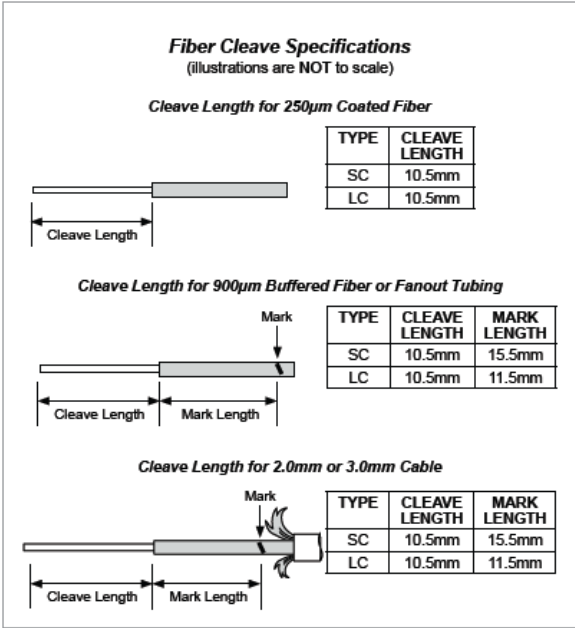 Fiber Cleave Specifications
(illustrations are NOT to scale)
Cleave Length for 250µm Coated Fiber
TYPE CLEAVE LENGTH
SC 10.5mm
LC 10.5mm
Cleave Length
Cleave Length for 900µm Buffered Fiber or Fanout Tubing
Mark
TYPE CLEAVE LENGTH MARK LENGTH
SC 10.5mm 15.5mm
LC 10.5mm 11.5mm
Cleave Length Mark Length
Cleave Length for 2.0mm or 3.0mm Cable
Mark
TYPE CLEAVE LENGTH MARK LENGTH
SC 10.5mm 15.5mm
LC 10.5mm 11.5mm
Cleave Length Mark Length